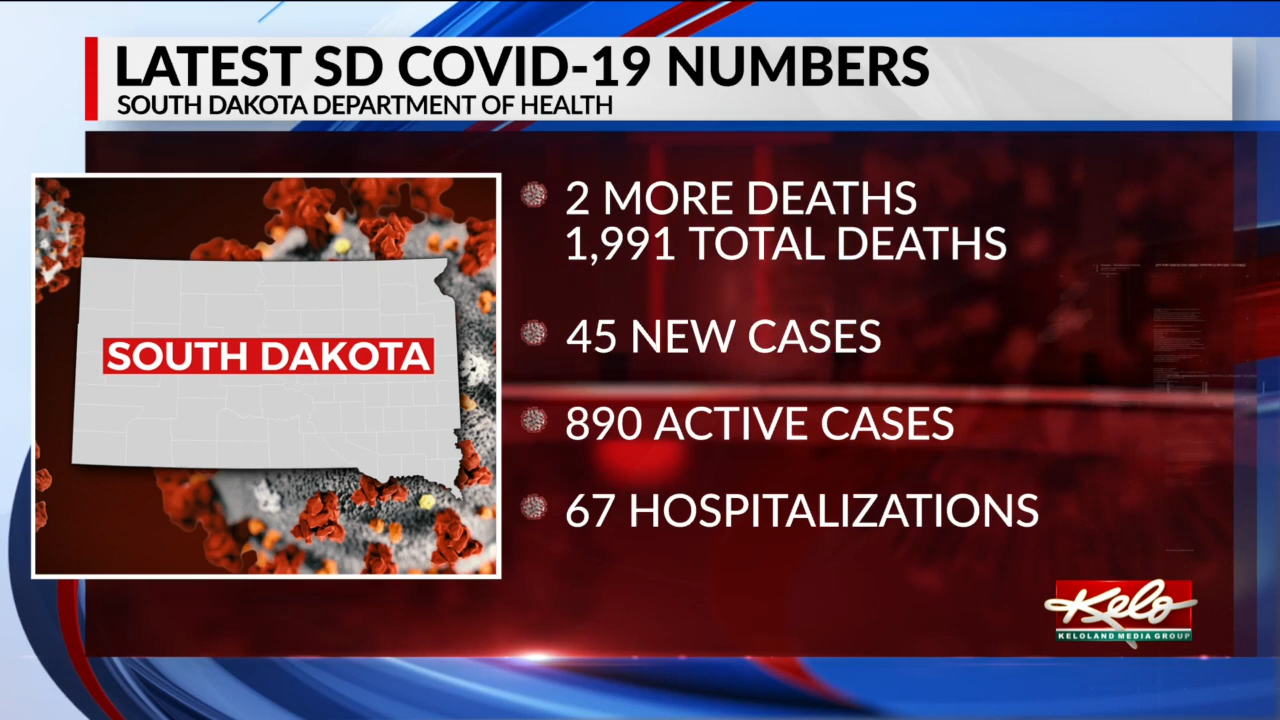 LATEST SD COVID-19 NUMBERS
SOUTH DAKOTA DEPARTMENT OF HEALTH
SOUTH DAKOTA
2 MORE DEATHS
1,991 TOTAL DEATHS
45 NEW CASES
890 ACTIVE CASES
67 HOSPITALIZATIONS
Kelo
KELOLAND MEDIA GROUP